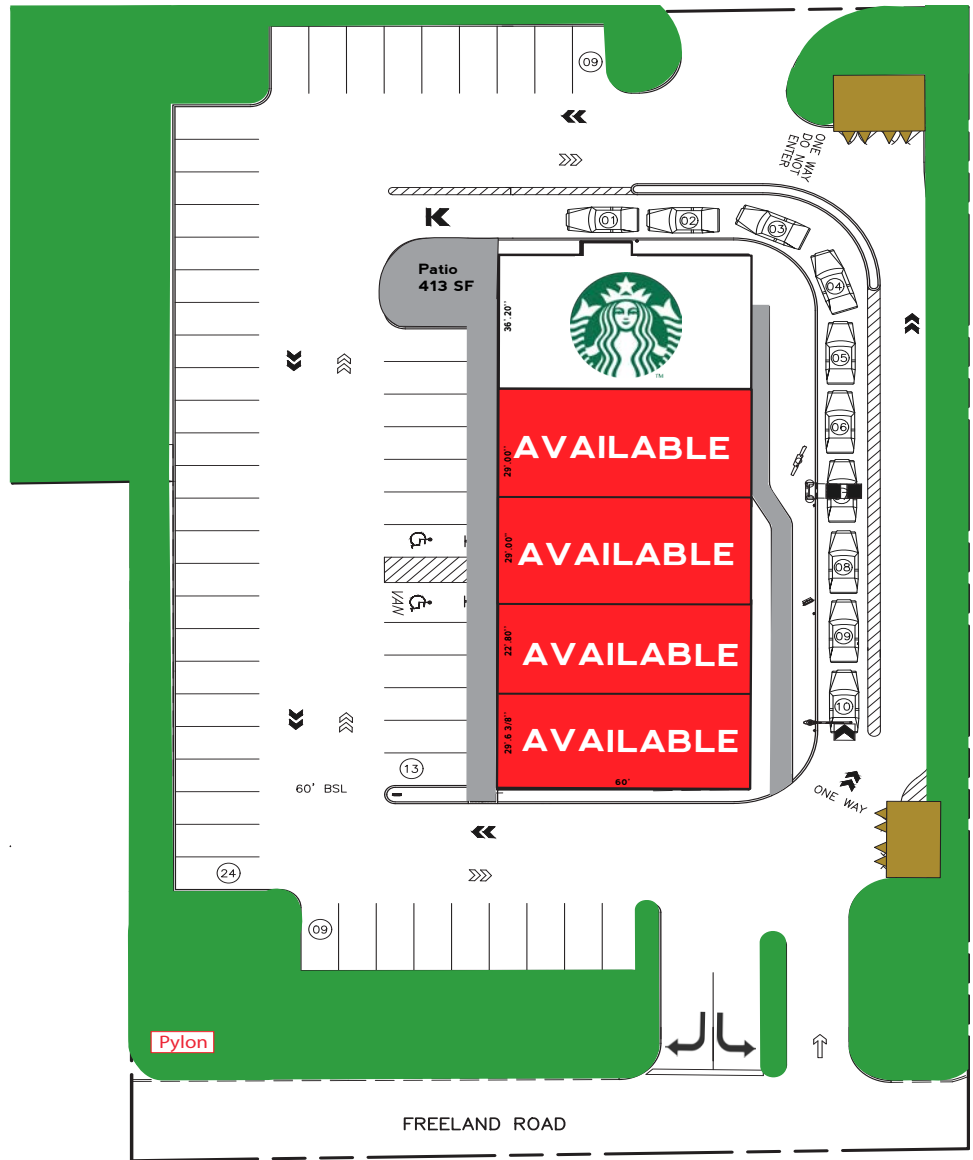 09
ONE WAY
DO NOT
ENTER
01
02
03
Patio
413 SF
04
36'.20''
TM
05
29'.00''
AVAILABLE
06
29'.00''
AVAILABLE
08
VAN
22'.80''
AVAILABLE
09
10
29'.6 3/8''
AVAILABLE
13
60'
60' BSL
ONE WAY
24
09
Pylon
FREELAND ROAD